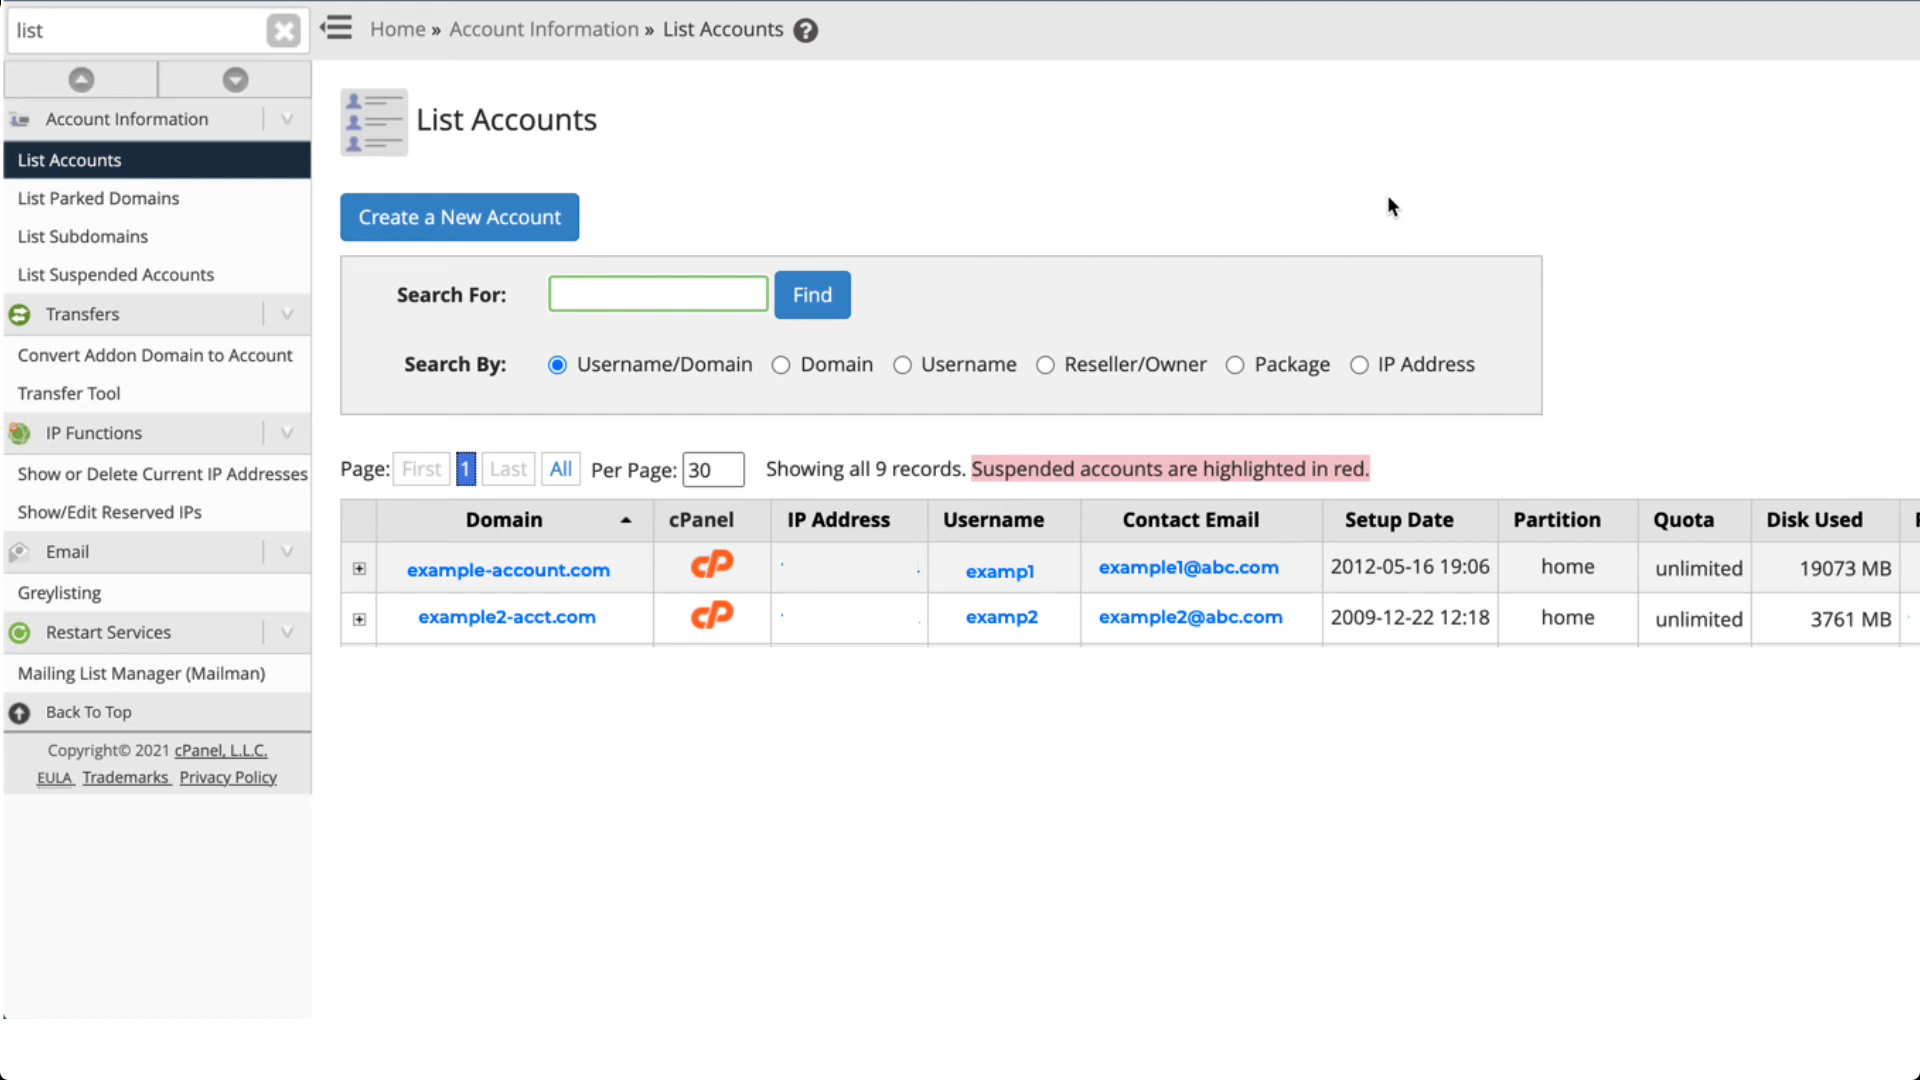 list
Home » Account Information » List Accounts ?
Account Information
List Accounts
List Parked Domains
List Subdomains
List Suspended Accounts
Transfers
Convert Addon Domain to Account
Transfer Tool
IP Functions
Show or Delete Current IP Addresses
Show/Edit Reserved IPs
Email
Greylisting
Restart Services
Mailing List Manager (Mailman)
Back To Top
Copyright© 2021 cPanel, L.L.C.
EULA Trademarks Privacy Policy
List Accounts
Create a New Account
Search For: Find
Search By: Username/Domain Domain Username Reseller/Owner Package IP Address
Page: First 1 Last All Per Page: 30 Showing all 9 records. Suspended accounts are highlighted in red.
Domain cPanel IP Address Username Contact Email Setup Date Partition Quota Disk Used
example-account.com cP examp1 example1@abc.com 2012-05-16 19:06 home unlimited 19073 MB
example2-acct.com cP examp2 example2@abc.com 2009-12-22 12:18 home unlimited 3761 MB